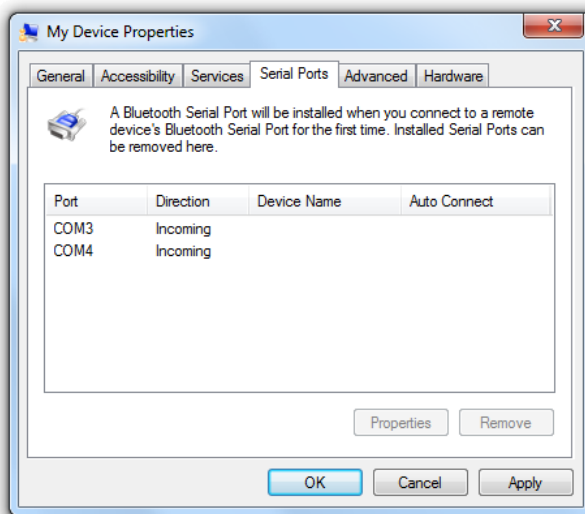 My Device Properties
General Accessibility Services Serial Ports Advanced Hardware
A Bluetooth Serial Port will be installed when you connect to a remote
device's Bluetooth Serial Port for the first time. Installed Serial Ports can
be removed here.
Port Direction Device Name Auto Connect
COM3 Incoming
COM4 Incoming
Properties Remove
OK Cancel Apply